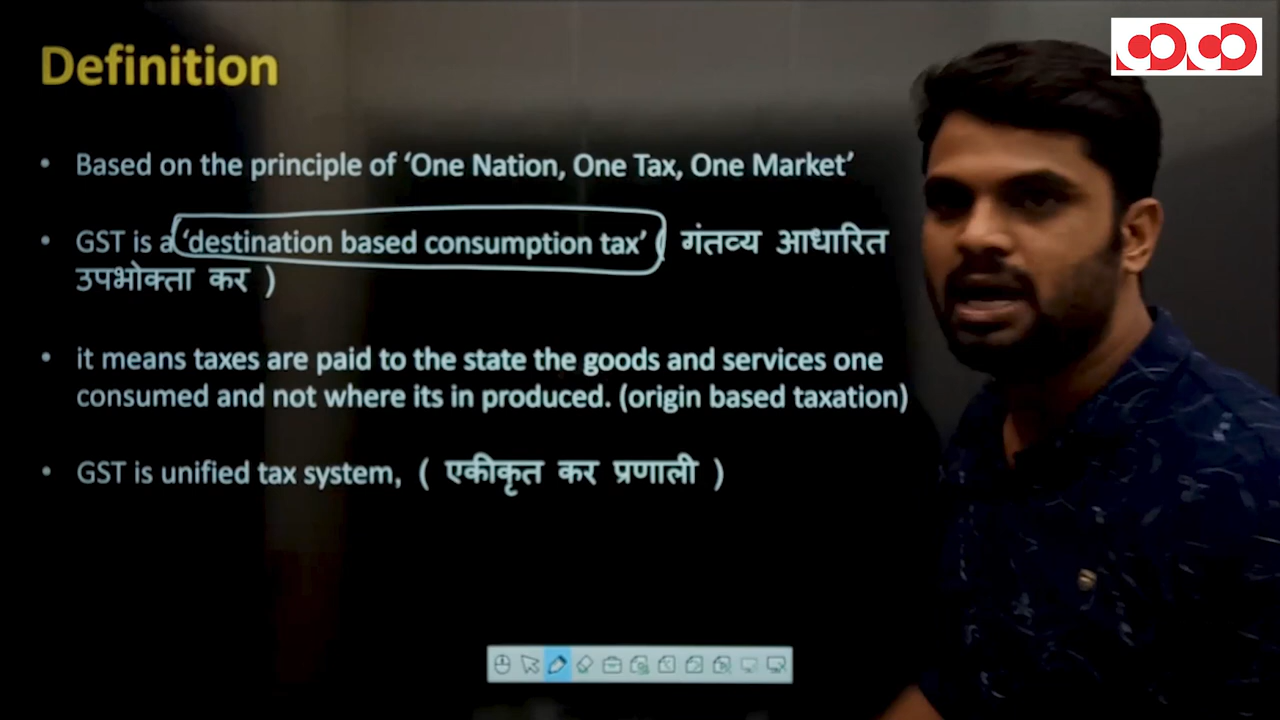 Definition
• Based on the principle of ‘One Nation, One Tax, One Market’
• GST is a ‘destination based consumption tax’ ( गंतव्य आधारित
उपभोक्ता कर )
• it means taxes are paid to the state the goods and services one
consumed and not where its in produced. (origin based taxation)
• GST is unified tax system, ( एकीकृत कर प्रणाली )